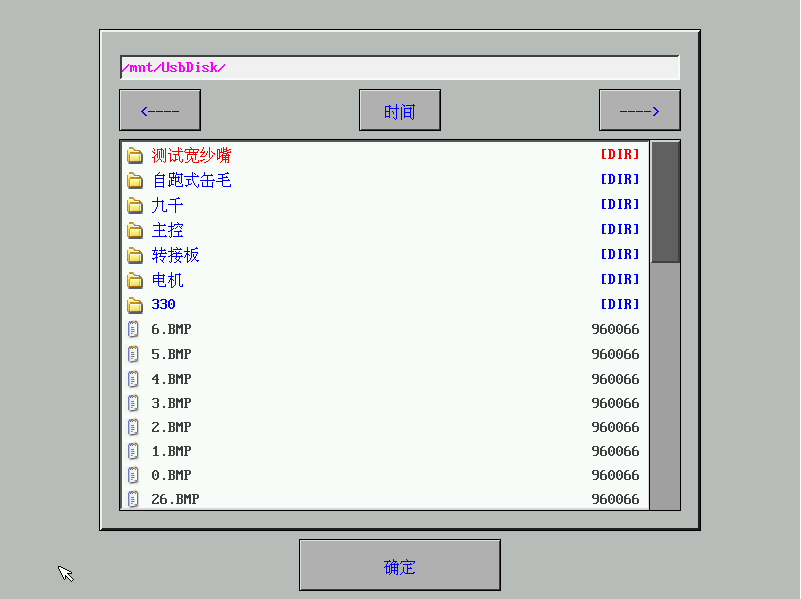 /mnt/UsbDisk/
<---- 时间 ---->
测试宽纱嘴 [DIR]
自跑式缶毛 [DIR]
九千 [DIR]
主控 [DIR]
转接板 [DIR]
电机 [DIR]
330 [DIR]
6.BMP 960066
5.BMP 960066
4.BMP 960066
3.BMP 960066
2.BMP 960066
1.BMP 960066
0.BMP 960066
26.BMP 960066
确定